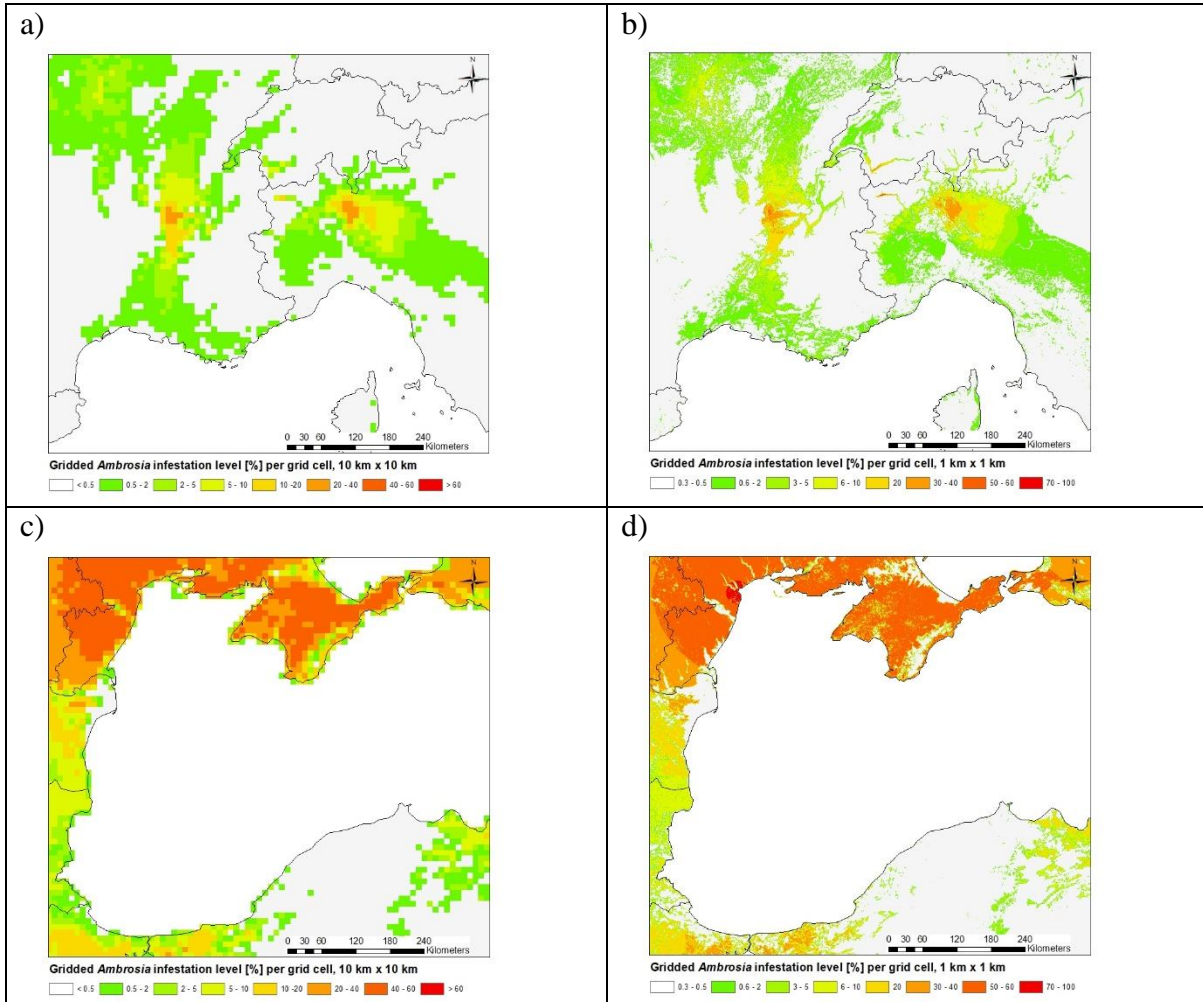 a)
N
0 30 60 120 180 240
Kilometers
Gridded Ambrosia infestation level [%] per grid cell, 10 km x 10 km
< 0.5 0.5 - 2 2 - 5 5 - 10 10 -20 20 - 40 40 - 60 > 60
b)
N
0 30 60 120 180 240
Kilometers
Gridded Ambrosia infestation level [%] per grid cell, 1 km x 1 km
0.3 - 0.5 0.6 - 2 3 - 5 6 - 10 20 30 - 40 50 - 60 70 - 100
c)
N
0 30 60 120 180 240
Kilometers
Gridded Ambrosia infestation level [%] per grid cell, 10 km x 10 km
< 0.5 0.5 - 2 2 - 5 5 - 10 10 -20 20 - 40 40 - 60 > 60
d)
N
0 30 60 120 180 240
Kilometers
Gridded Ambrosia infestation level [%] per grid cell, 1 km x 1 km
0.3 - 0.5 0.6 - 2 3 - 5 6 - 10 20 30 - 40 50 - 60 70 - 100